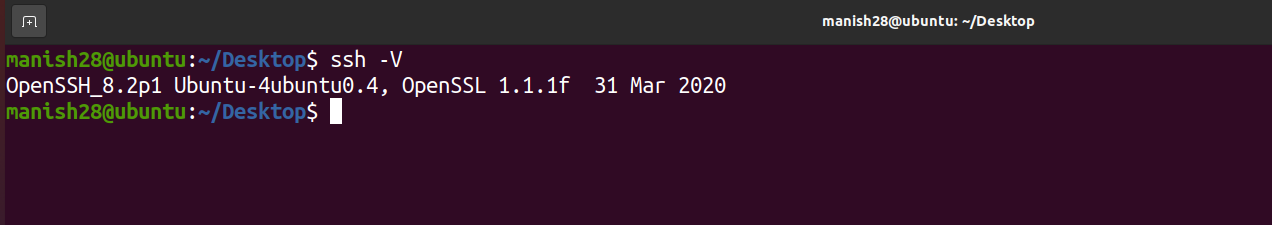 manish28@ubuntu: ~/Desktop
manish28@ubuntu:~/Desktop$ ssh -V
OpenSSH_8.2p1 Ubuntu-4ubuntu0.4, OpenSSL 1.1.1f  31 Mar 2020
manish28@ubuntu:~/Desktop$